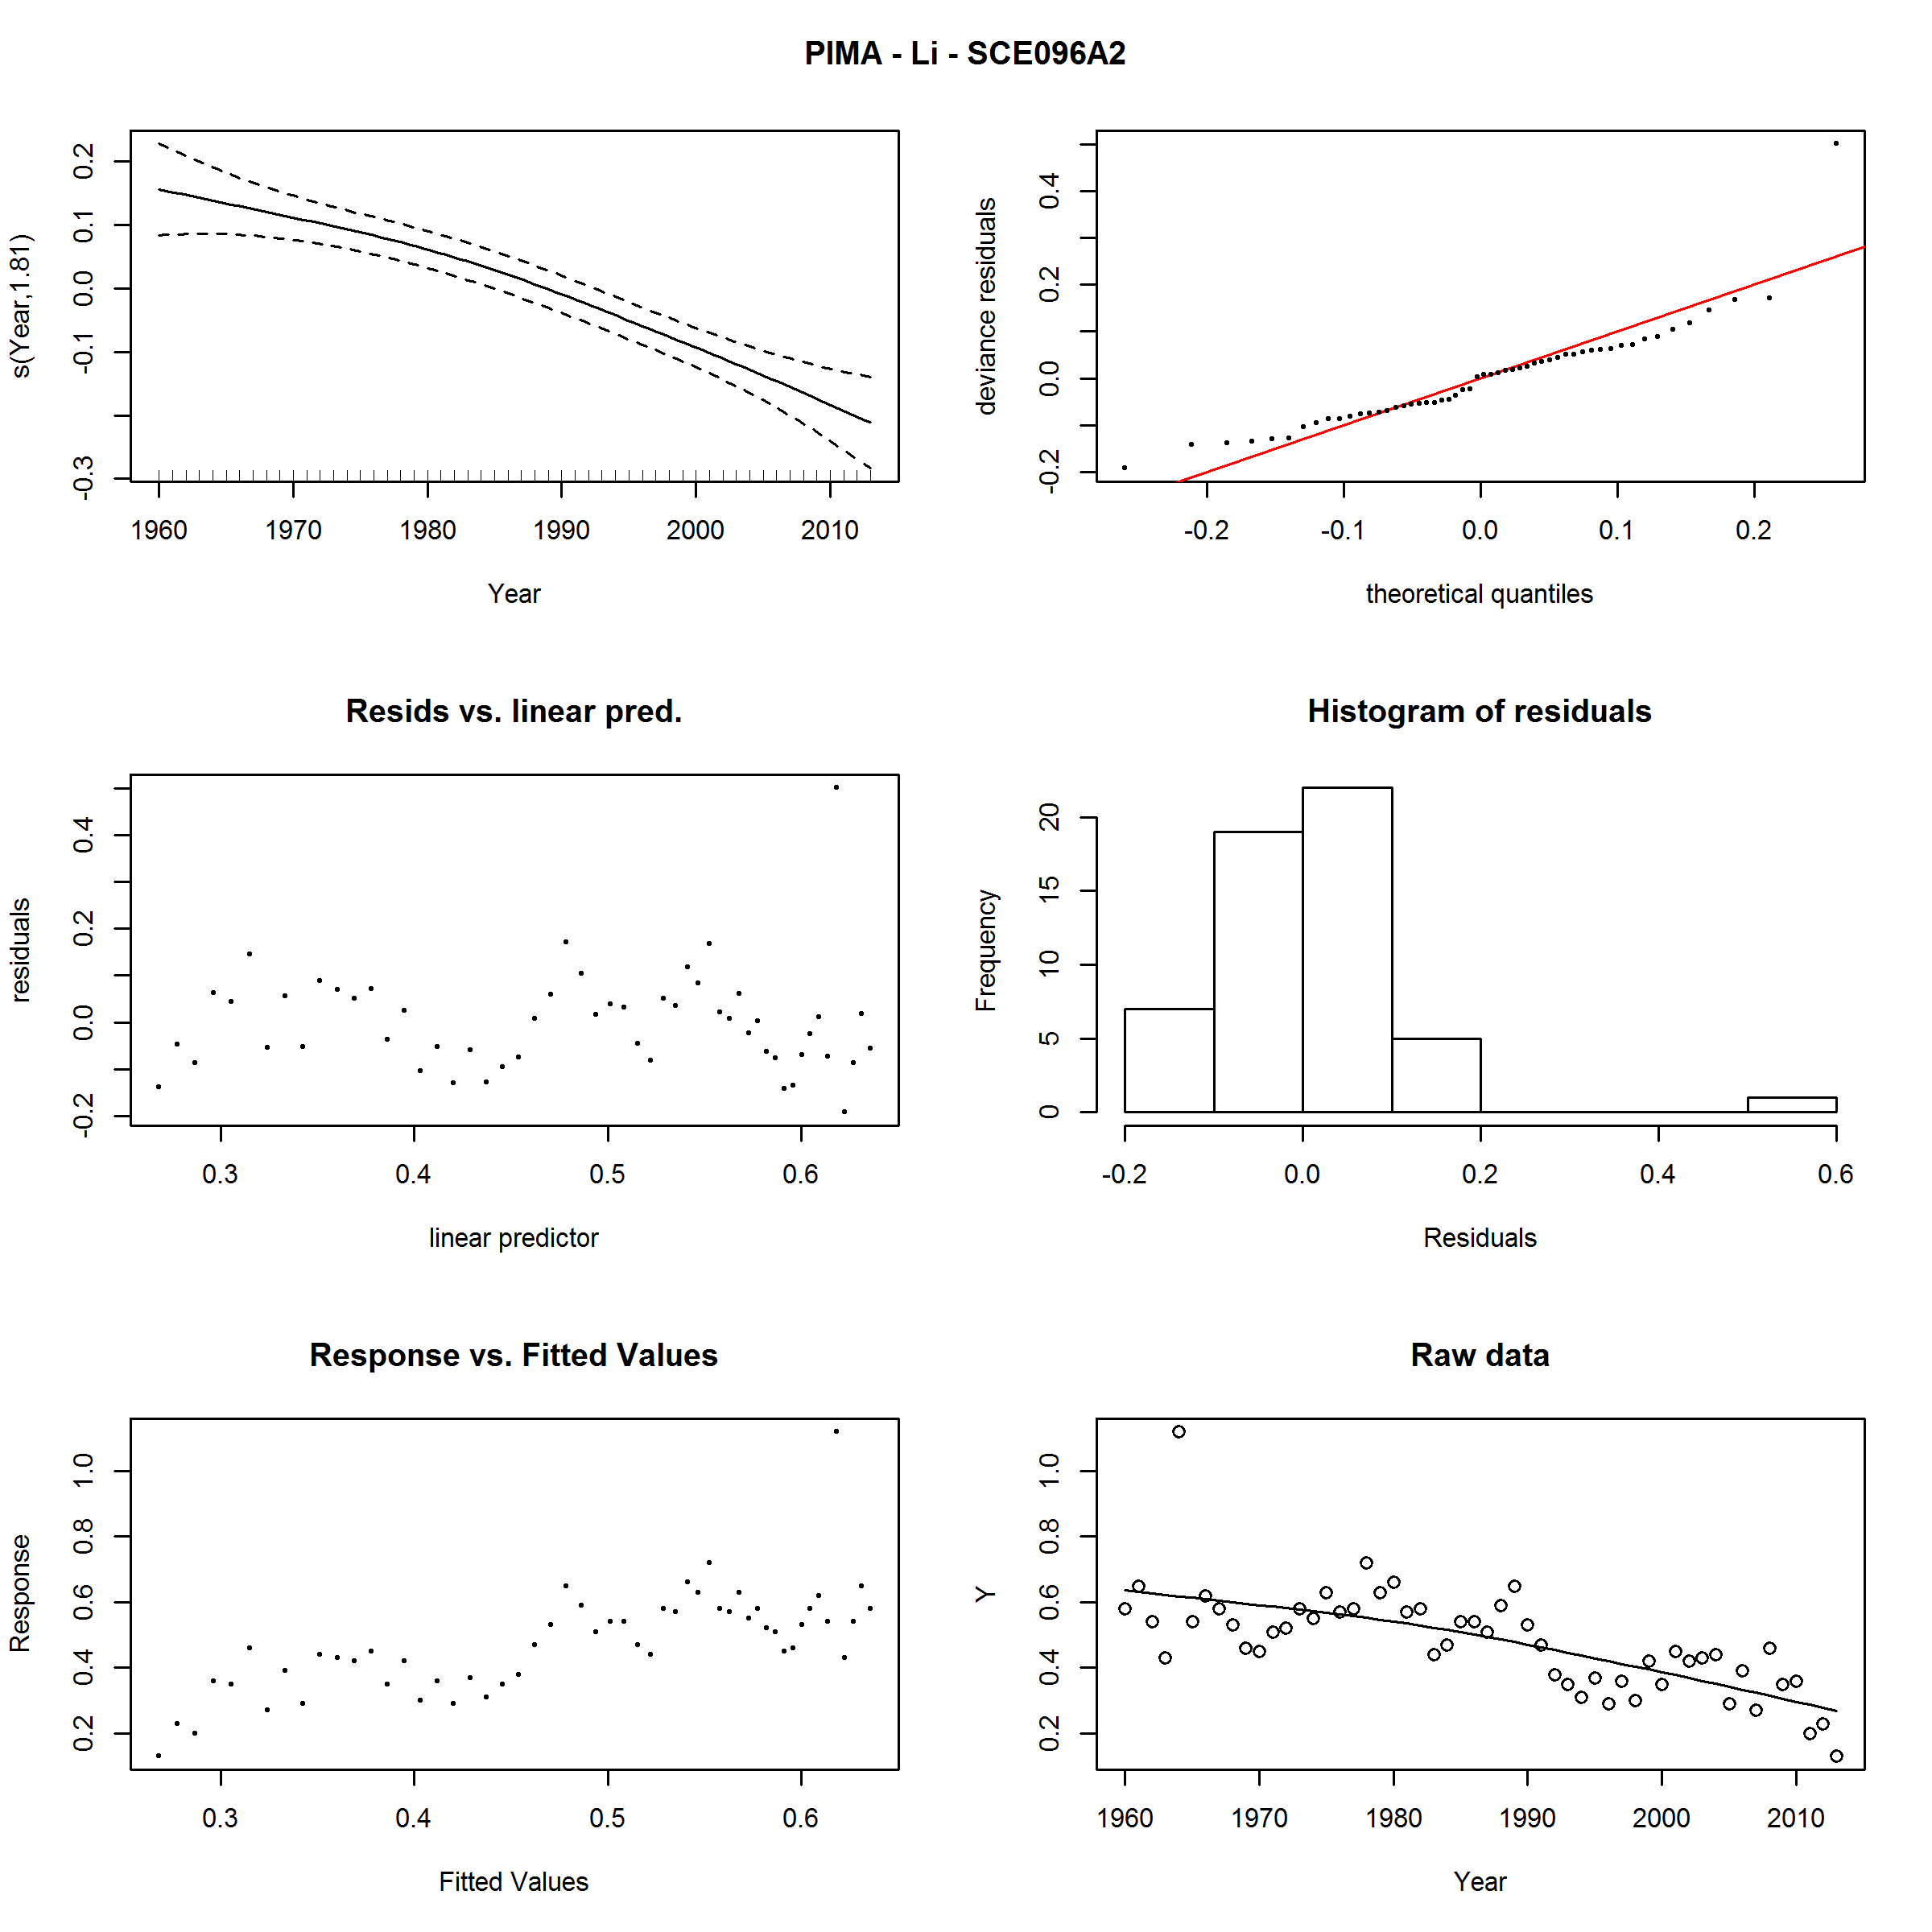 PIMA - Li - SCE096A2
s(Year,1.81)
0.2
0.1
0.0
-0.1
-0.3
1960 1970 1980 1990 2000 2010
Year
deviance residuals
0.4
0.2
0.0
-0.2
-0.2 -0.1 0.0 0.1 0.2
theoretical quantiles
Resids vs. linear pred.
residuals
0.4
0.2
0.0
-0.2
0.3 0.4 0.5 0.6
linear predictor
Histogram of residuals
Frequency
20
15
10
5
0
-0.2 0.0 0.2 0.4 0.6
Residuals
Response vs. Fitted Values
Response
1.0
0.8
0.6
0.4
0.2
0.3 0.4 0.5 0.6
Fitted Values
Raw data
Y
1.0
0.8
0.6
0.4
0.2
1960 1970 1980 1990 2000 2010
Year